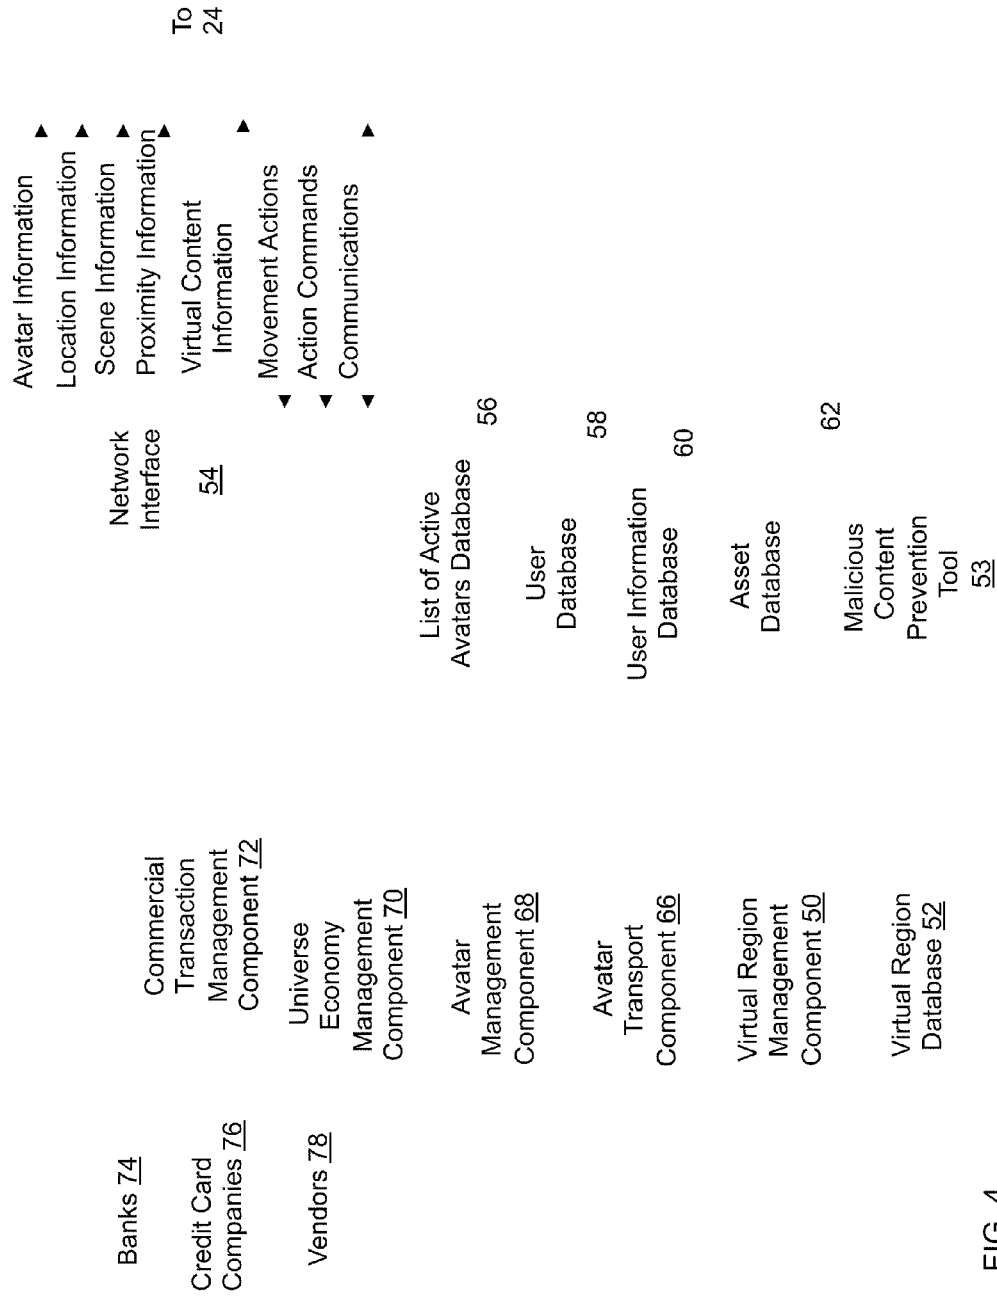 Banks 74
Credit Card
Companies 76
Vendors 78
Commercial
Transaction
Management
Component 72
Universe
Economy
Management
Component 70
Avatar
Management
Component 68
Avatar
Transport
Component 66
Virtual Region
Management
Component 50
Virtual Region
Database 52
Network
Interface
54
List of Active
Avatars Database
56
User
Database
58
User Information
Database
60
Asset
Database
62
Malicious
Content
Prevention
Tool
53
Avatar Information
Location Information
Scene Information
Proximity Information
Virtual Content
Information
Movement Actions
Action Commands
Communications
To
24
FIG. 4